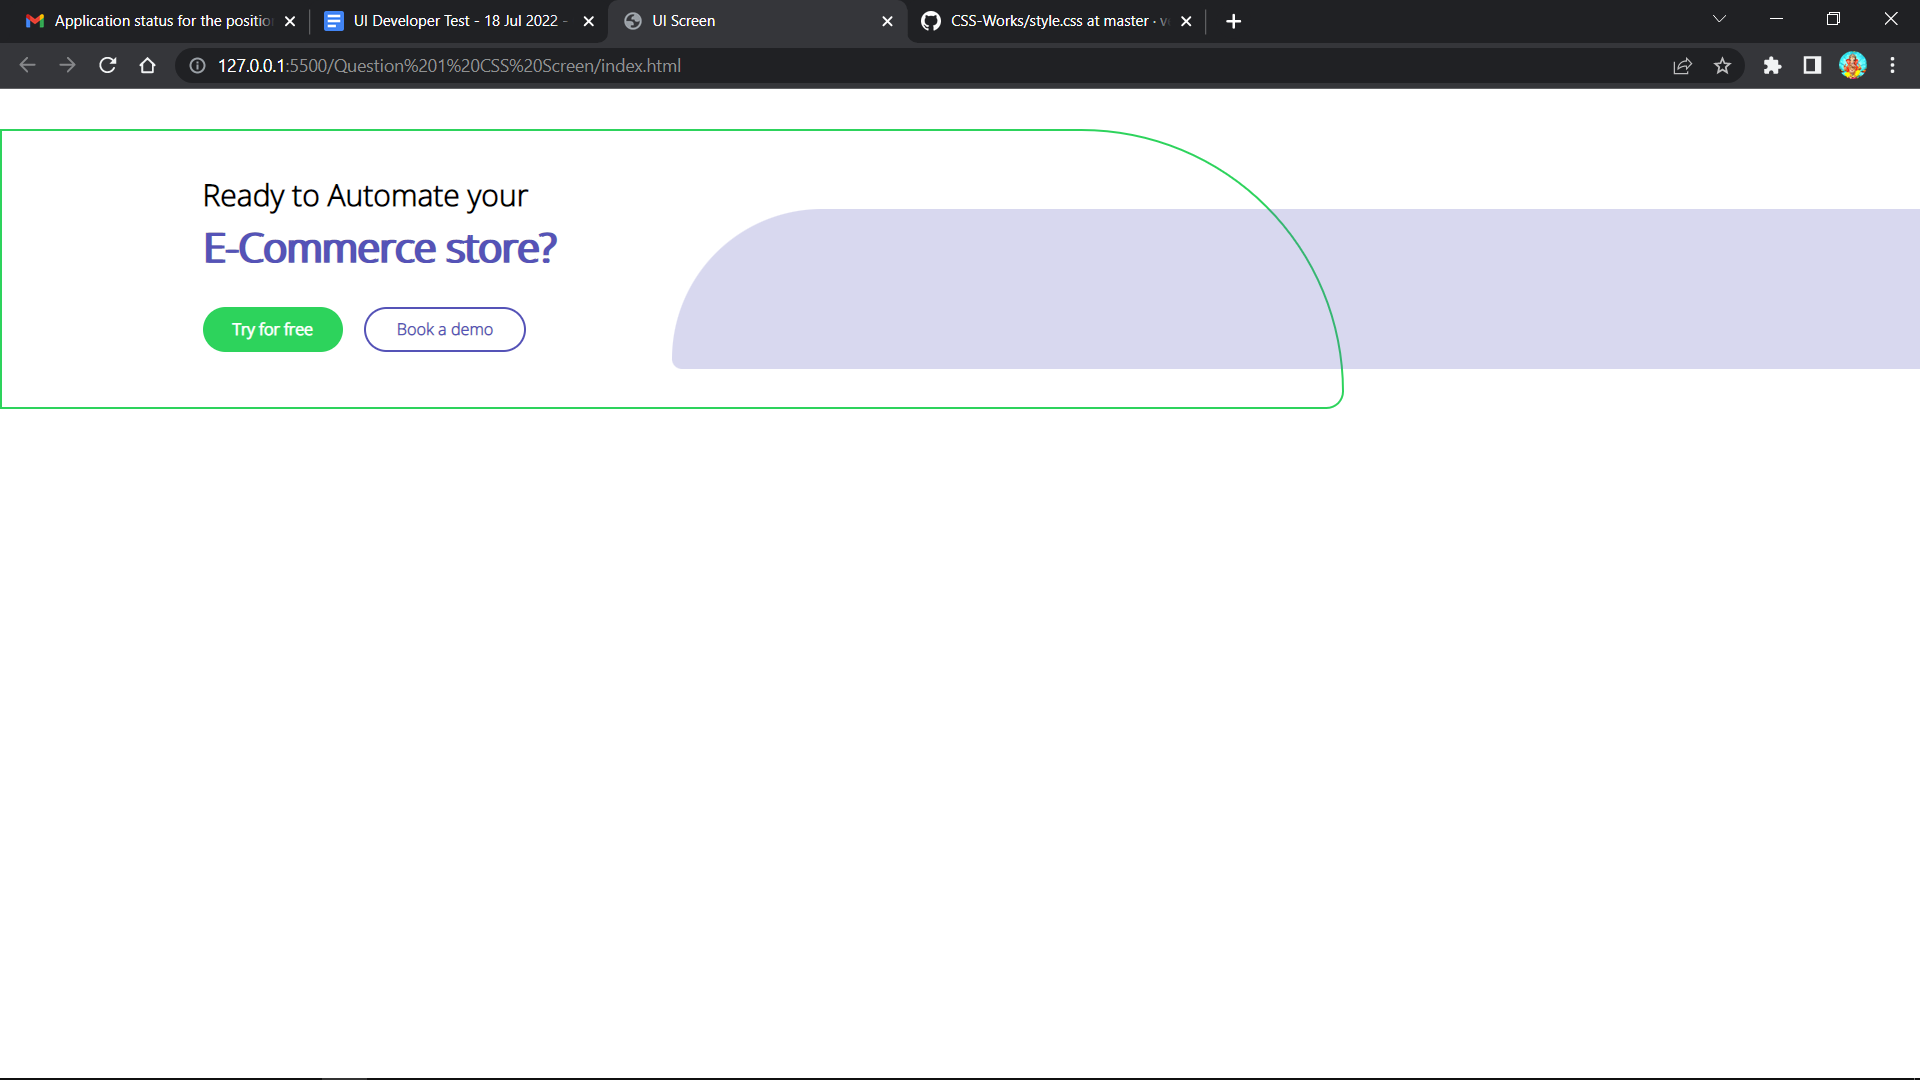 Application status for the position
UI Developer Test - 18 Jul 2022 -
UI Screen
CSS-Works/style.css at master · v
127.0.0.1:5500/Question%201%20CSS%20Screen/index.html
Ready to Automate your
E-Commerce store?
Try for free
Book a demo